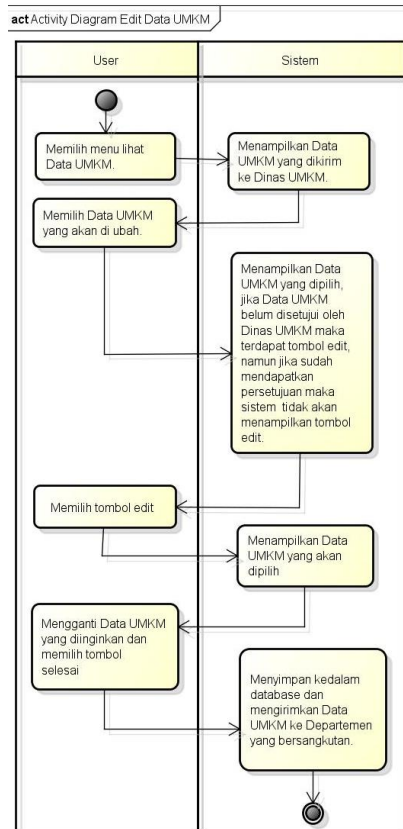 act Activity Diagram Edit Data UMKM
User
Sistem
Memilih menu lihat
Data UMKM.
Menampilkan Data
UMKM yang dikirim
ke Dinas UMKM.
Memilih Data UMKM
yang akan di ubah.
Menampilkan Data
UMKM yang dipilih,
jika Data UMKM
belum disetujui oleh
Dinas UMKM maka
terdapat tombol edit,
namun jika sudah
mendapatkan
persetujuan maka
sistem tidak akan
menampilkan tombol
edit.
Memilih tombol edit
Menampilkan Data
UMKM yang akan
dipilih
Mengganti Data UMKM
yang diinginkan dan
memilih tombol
selesai
Menyimpan kedalam
database dan
mengirimkan Data
UMKM ke Departemen
yang bersangkutan.